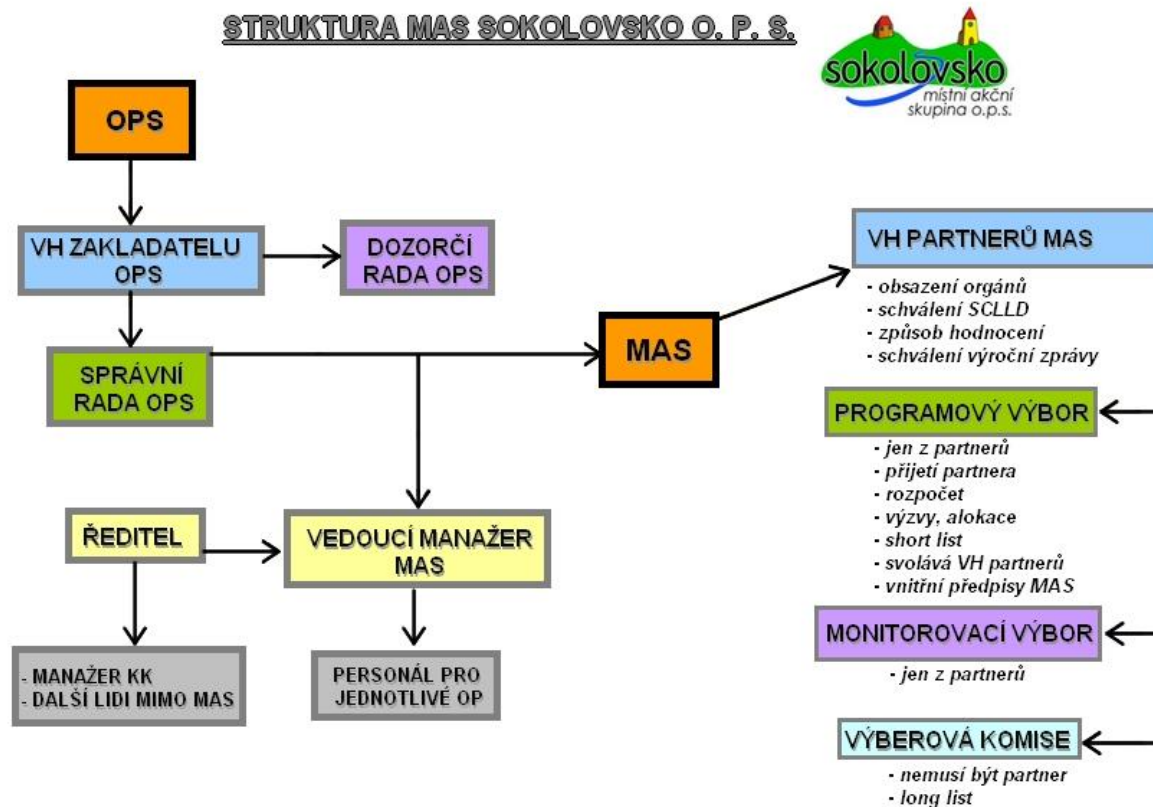 STRUKTURA MAS SOKOLOVSKO O. P. S.
sokolovsko
místní akční
skupina o.p.s.
OPS
VH ZAKLADATELU
OPS
DOZORČÍ
RADA OPS
SPRÁVNÍ
RADA OPS
MAS
ŘEDITEL
VEDOUCÍ MANAŽER
MAS
- MANAŽER KK
- DALŠÍ LIDI MIMO MAS
PERSONÁL PRO
JEDNOTLIVÉ OP
VH PARTNERŮ MAS
- obsazení orgánů
- schválení SCLLD
- způsob hodnocení
- schválení výroční zprávy
PROGRAMOVÝ VÝBOR
- jen z partnerů
- přijetí partnera
- rozpočet
- výzvy, alokace
- short list
- svolává VH partnerů
- vnitřní předpisy MAS
MONITOROVACÍ VÝBOR
- jen z partnerů
VÝBEROVÁ KOMISE
- nemusí být partner
- long list